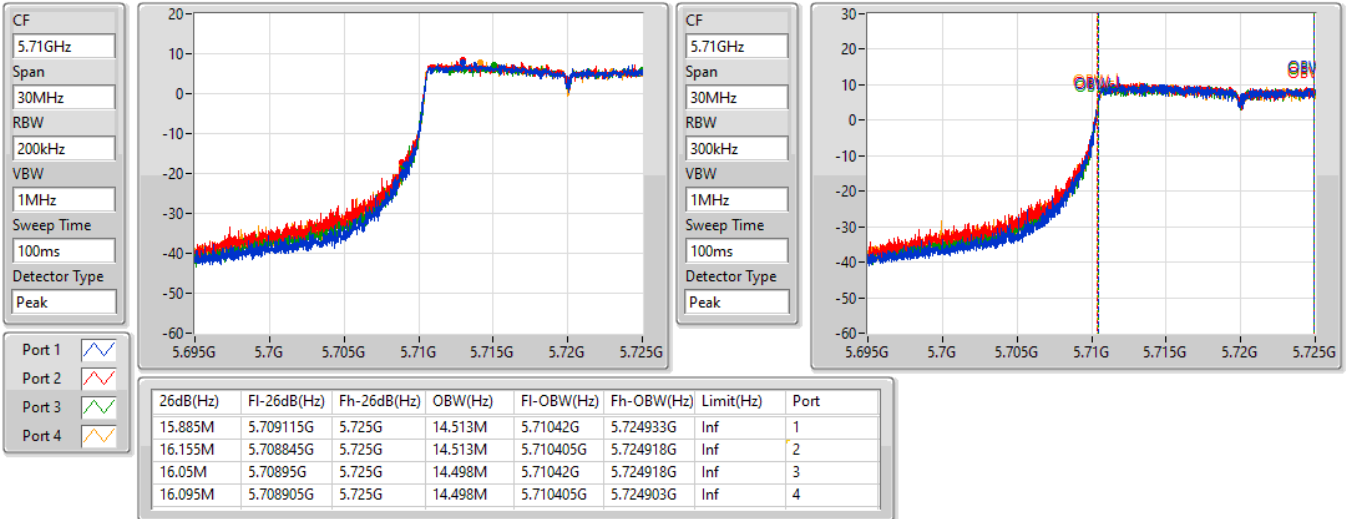 CF
5.71GHz
Span
30MHz
RBW
200kHz
VBW
1MHz
Sweep Time
100ms
Detector Type
Peak
20
10
0
-10
-20
-30
-40
-50
-60
5.695G 5.7G 5.705G 5.71G 5.715G 5.72G 5.725G
CF
5.71GHz
Span
30MHz
RBW
300kHz
VBW
1MHz
Sweep Time
100ms
Detector Type
Peak
30
20
10
0
-10
-20
-30
-40
-50
-60
5.695G 5.7G 5.705G 5.71G 5.715G 5.72G 5.725G
Port 1
Port 2
Port 3
Port 4
26dB(Hz) Fl-26dB(Hz) Fh-26dB(Hz) OBW(Hz) Fl-OBW(Hz) Fh-OBW(Hz) Limit(Hz) Port
15.885M 5.709115G 5.725G 14.513M 5.71042G 5.724933G Inf 1
16.155M 5.708845G 5.725G 14.513M 5.710405G 5.724918G Inf 2
16.05M 5.70895G 5.725G 14.498M 5.71042G 5.724918G Inf 3
16.095M 5.708905G 5.725G 14.498M 5.710405G 5.724903G Inf 4